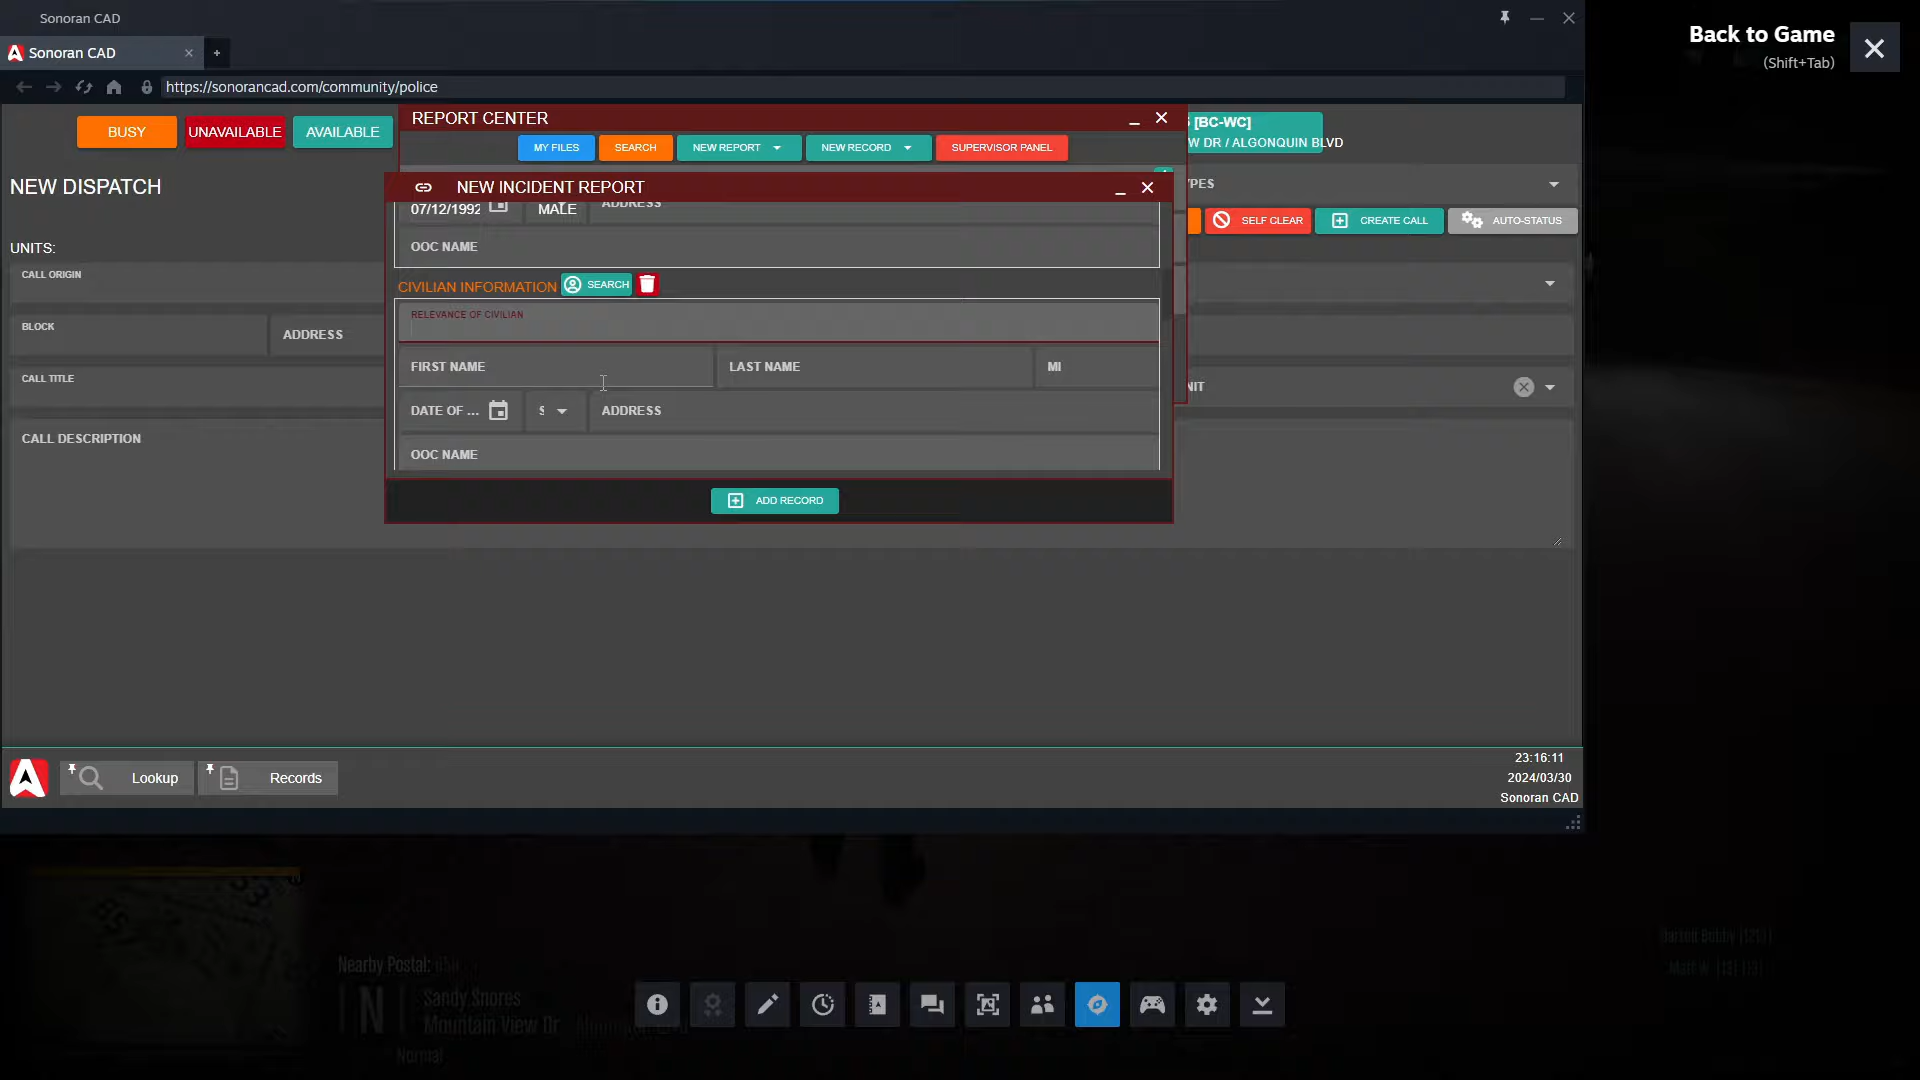 Sonoran CAD
Back to Game
(Shift+Tab)
Sonoran CAD
https://sonorancad.com/community/police
BUSY
UNAVAILABLE
AVAILABLE
REPORT CENTER
[BC-WC]
W DR / ALGONQUIN BLVD
MY FILES
SEARCH
NEW REPORT
NEW RECORD
SUPERVISOR PANEL
NEW DISPATCH
NEW INCIDENT REPORT
PES
07/12/1992
MALE
ADDRESS
SELF CLEAR
CREATE CALL
AUTO-STATUS
UNITS:
OOC NAME
CALL ORIGIN
CIVILIAN INFORMATION
SEARCH
RELEVANCE OF CIVILIAN
BLOCK
ADDRESS
FIRST NAME
LAST NAME
MI
CALL TITLE
NIT
DATE OF ...
S
ADDRESS
CALL DESCRIPTION
OOC NAME
ADD RECORD
Lookup
Records
23:16:11
2024/03/30
Sonoran CAD
Nearby Postal:
N
Sandy Shores
Mountain View Dr
Normal